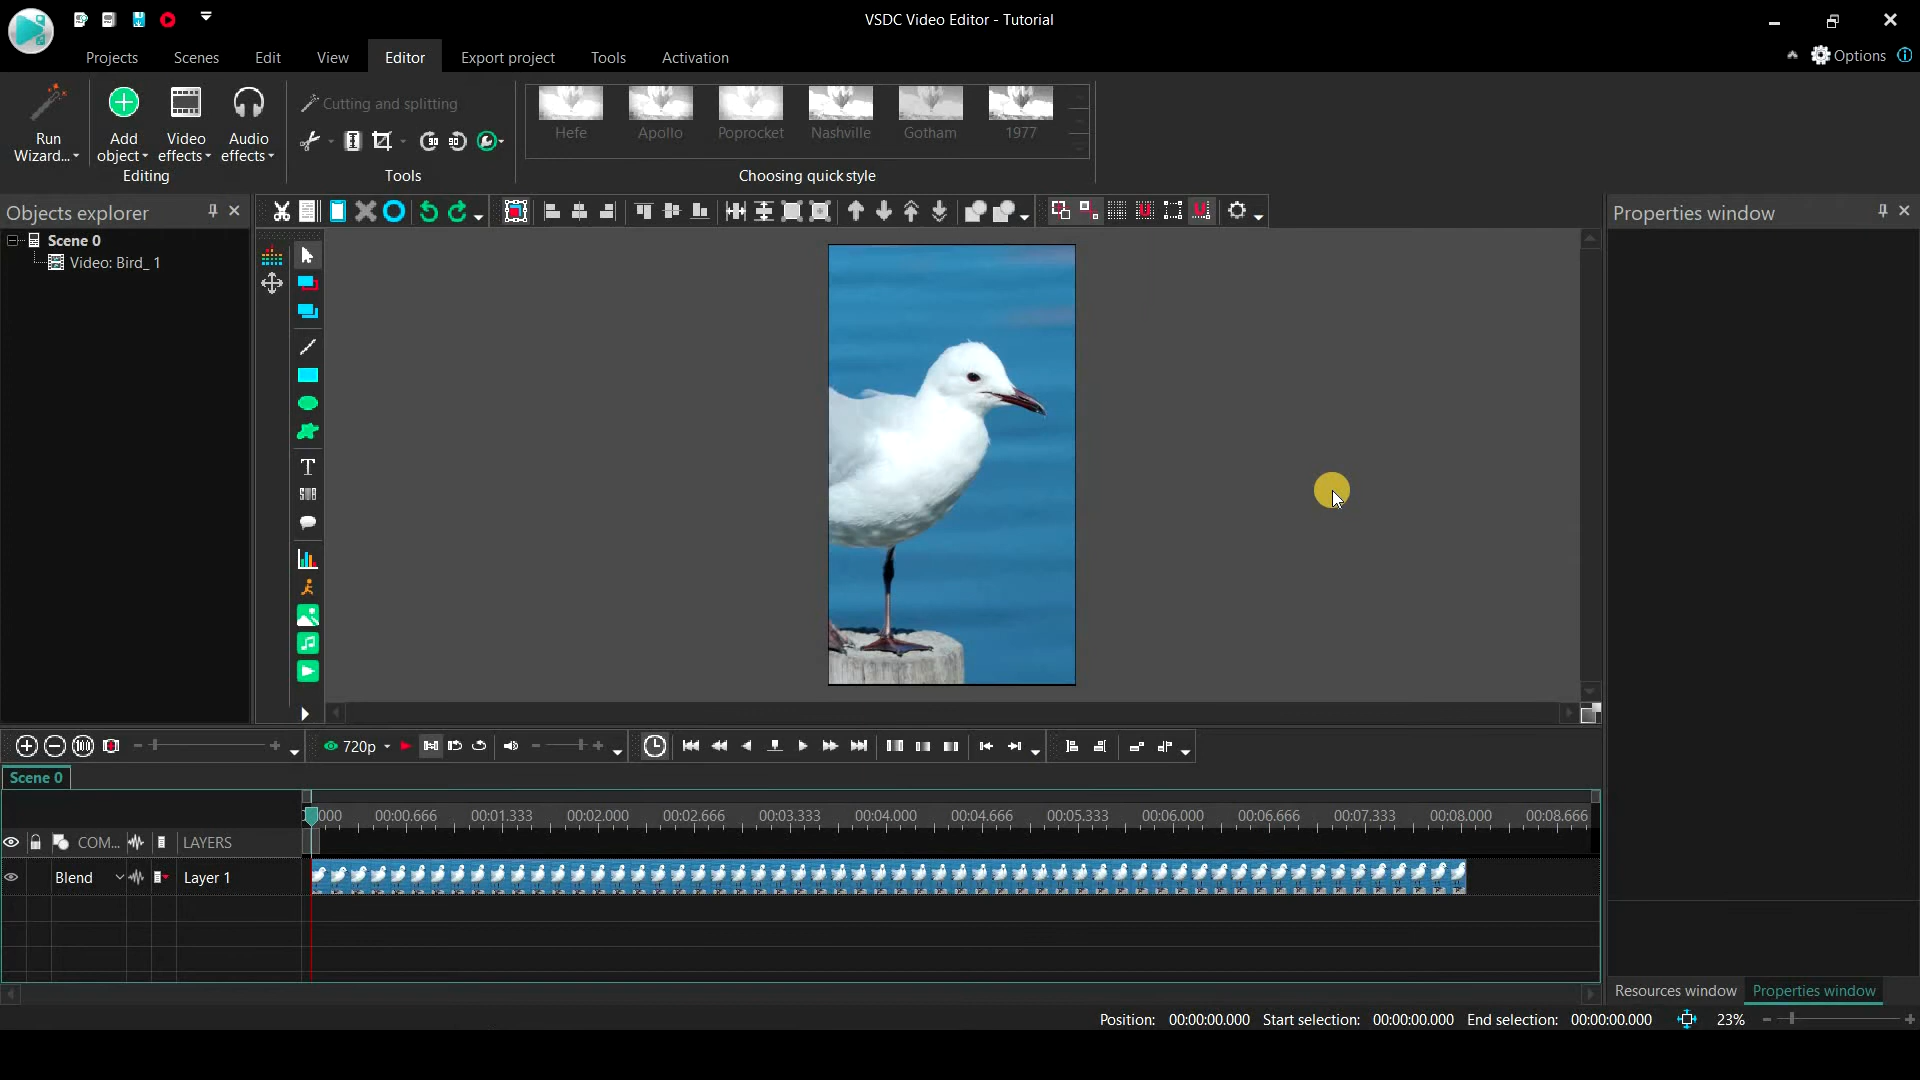 VSDC Video Editor - Tutorial
Projects Scenes Edit View Editor Export project Tools Activation Options
Run Wizard... Add object Video effects Audio effects
Editing
Cutting and splitting
Tools
Hefe Apollo Poprocket Nashville Gotham 1977
Choosing quick style
Objects explorer
Scene 0
Video: Bird_ 1
Properties window
T
720p
Scene 0
000 00:00.666 00:01.333 00:02.000 00:02.666 00:03.333 00:04.000 00:04.666 00:05.333 00:06.000 00:06.666 00:07.333 00:08.000 00:08.666
COM... LAYERS
Blend Layer 1
Resources window Properties window
Position: 00:00:00.000 Start selection: 00:00:00.000 End selection: 00:00:00.000 23%